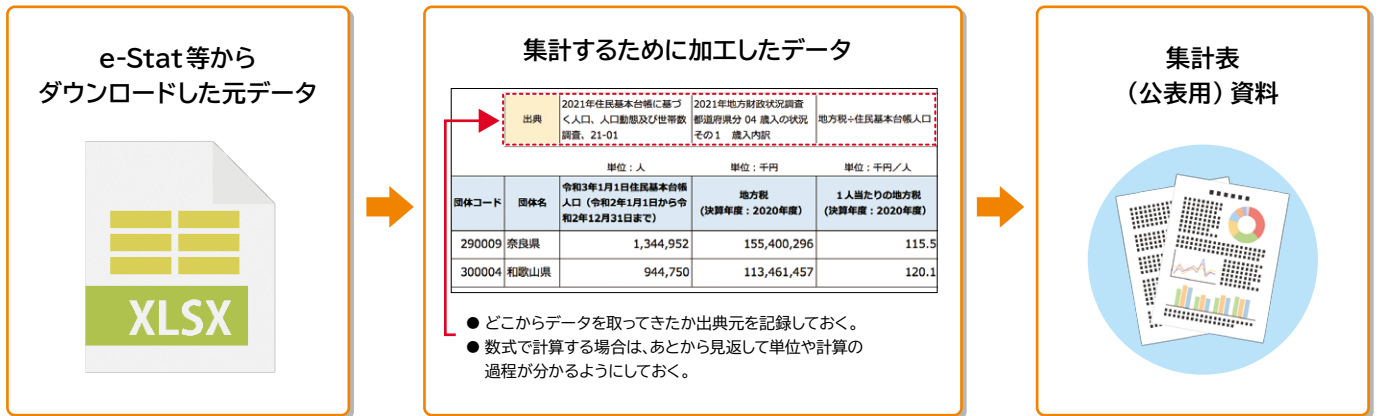 e-Stat等から
ダウンロードした元データ
XLSX
集計するために加工したデータ
出典
2021年住民基本台帳に基づ
く人口、人口動態及び世帯数
調査、21-01
2021年地方財政状況調査
都道府県分 04 歳入の状況
その1　歳入内訳
地方税÷住民基本台帳人口
単位：人
単位：千円
単位：千円／人
団体コード
団体名
令和3年1月1日住民基本台帳
人口（令和2年1月1日から令
和2年12月31日まで）
地方税
(決算年度：2020年度)
1人当たりの地方税
(決算年度：2020年度)
290009 奈良県 1,344,952 155,400,296 115.5
300004 和歌山県 944,750 113,461,457 120.1
● どこからデータを取ってきたか出典元を記録しておく。
● 数式で計算する場合は、あとから見返して単位や計算の
過程が分かるようにしておく。
集計表
（公表用）資料